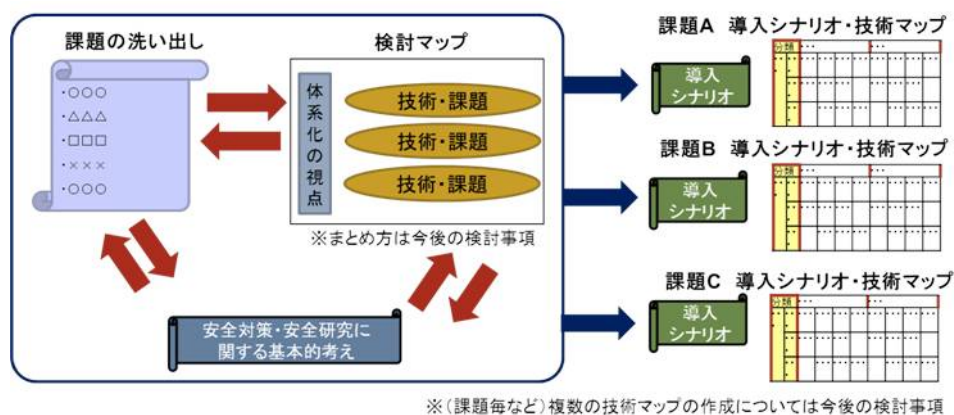 課題の洗い出し
・○○○
・△△△
・□□□
・×××
・○○○
検討マップ
体系化の視点
技術・課題
技術・課題
技術・課題
※まとめ方は今後の検討事項
安全対策・安全研究に
関する基本的考え
課題A 導入シナリオ・技術マップ
導入
シナリオ
分類
課題B 導入シナリオ・技術マップ
導入
シナリオ
分類
課題C 導入シナリオ・技術マップ
導入
シナリオ
分類
※(課題毎など)複数の技術マップの作成については今後の検討事項